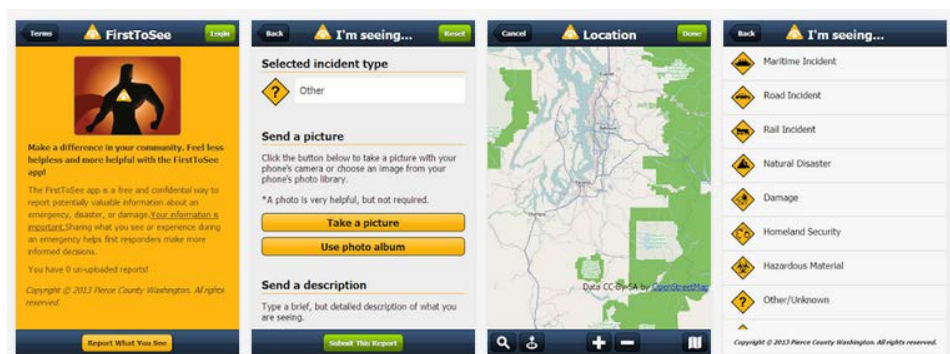 Terms
FirstToSee
Login
Make a difference in your community. Feel less
helpless and more helpful with the FirstToSee
app!
The FirstToSee app is a free and confidential way to
report potentially valuable information about an
emergency, disaster, or damage.Your information is
important.Sharing what you see or experience during
an emergency helps first responders make more
informed decisions.
You have 0 un-uploaded reports!
Copyright © 2013 Pierce County Washington. All rights
reserved.
Report What You See
Back
I'm seeing...
Reset
Selected incident type
Other
Send a picture
Click the button below to take a picture with your
phone's camera or choose an image from your
phone's photo library.
*A photo is very helpful, but not required.
Take a picture
Use photo album
Send a description
Type a brief, but detailed description of what you
are seeing.
Submit This Report
Cancel
Location
Done
Data CC-By-SA by OpenStreetMap
Back
I'm seeing...
Maritime Incident
Road Incident
Rail Incident
Natural Disaster
Damage
Homeland Security
Hazardous Material
Other/Unknown
Copyright © 2013 Pierce County Washington. All rights reserved.